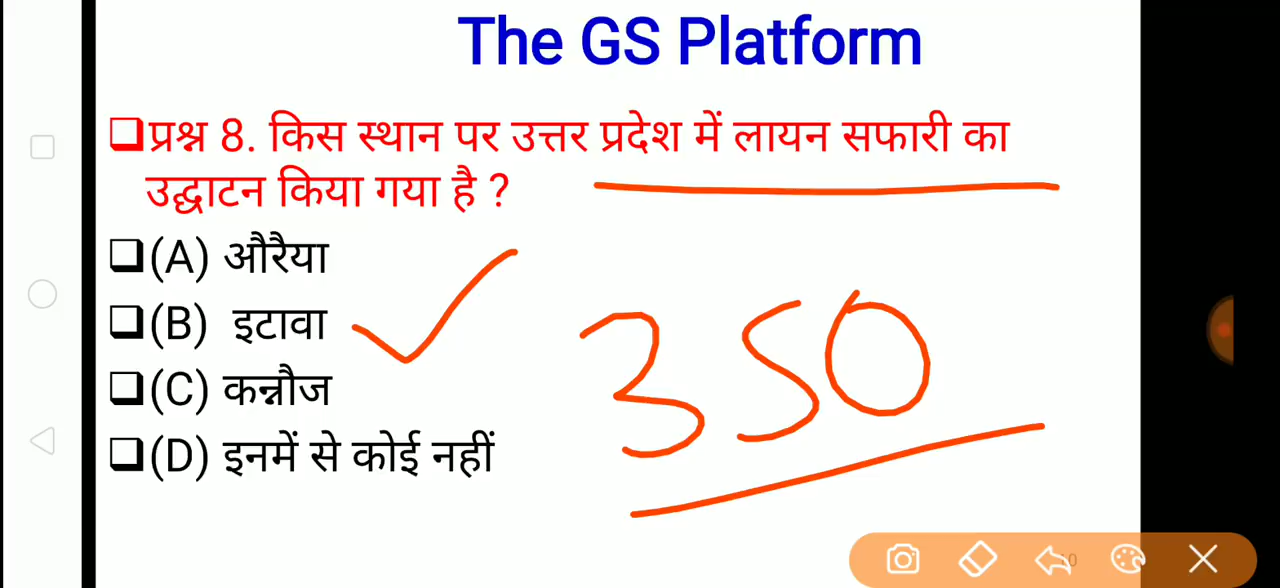 The GS Platform
❑प्रश्न 8. किस स्थान पर उत्तर प्रदेश में लायन सफारी का
उद्घाटन किया गया है ?
❑(A) औरैया
❑(B) इटावा
❑(C) कन्नौज
❑(D) इनमें से कोई नहीं
350
10